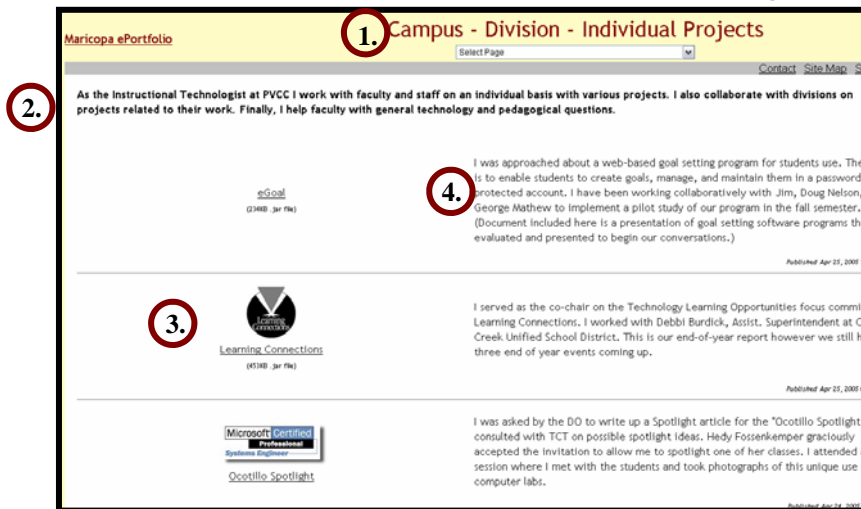 Maricopa ePortfolio
1.
Campus - Division - Individual Projects
Select Page
Contact Site Map S
2.
As the Instructional Technologist at PVCC I work with faculty and staff on an individual basis with various projects. I also collaborate with divisions on
projects related to their work. Finally, I help faculty with general technology and pedagogical questions.
eGoal
(234KB .jar file)
4.
I was approached about a web-based goal setting program for students use. The
is to enable students to create goals, manage, and maintain them in a password
protected account. I have been working collaboratively with Jim, Doug Nelson,
George Mathew to implement a pilot study of our program in the fall semester.
(Document included here is a presentation of goal setting software programs th
evaluated and presented to begin our conversations.)
Published Apr 25, 2005
3.
Learning
Connections
Learning Connections
(453KB .jar file)
I served as the co-chair on the Technology Learning Opportunities focus commi
Learning Connections. I worked with Debbi Burdick, Assist. Superintendent at C
Creek Unified School District. This is our end-of-year report however we still h
three end of year events coming up.
Published Apr 25, 2005
Microsoft Certified
Professional
Systems Engineer
Ocotillo Spotlight
I was asked by the DO to write up a Spotlight article for the "Ocotillo Spotlight
consulted with TCT on possible spotlight ideas. Hedy Fossenkemper graciously
accepted the invitation to allow me to spotlight one of her classes. I attended
session where I met with the students and took photographs of this unique use
computer labs.
Published Apr 24, 2005